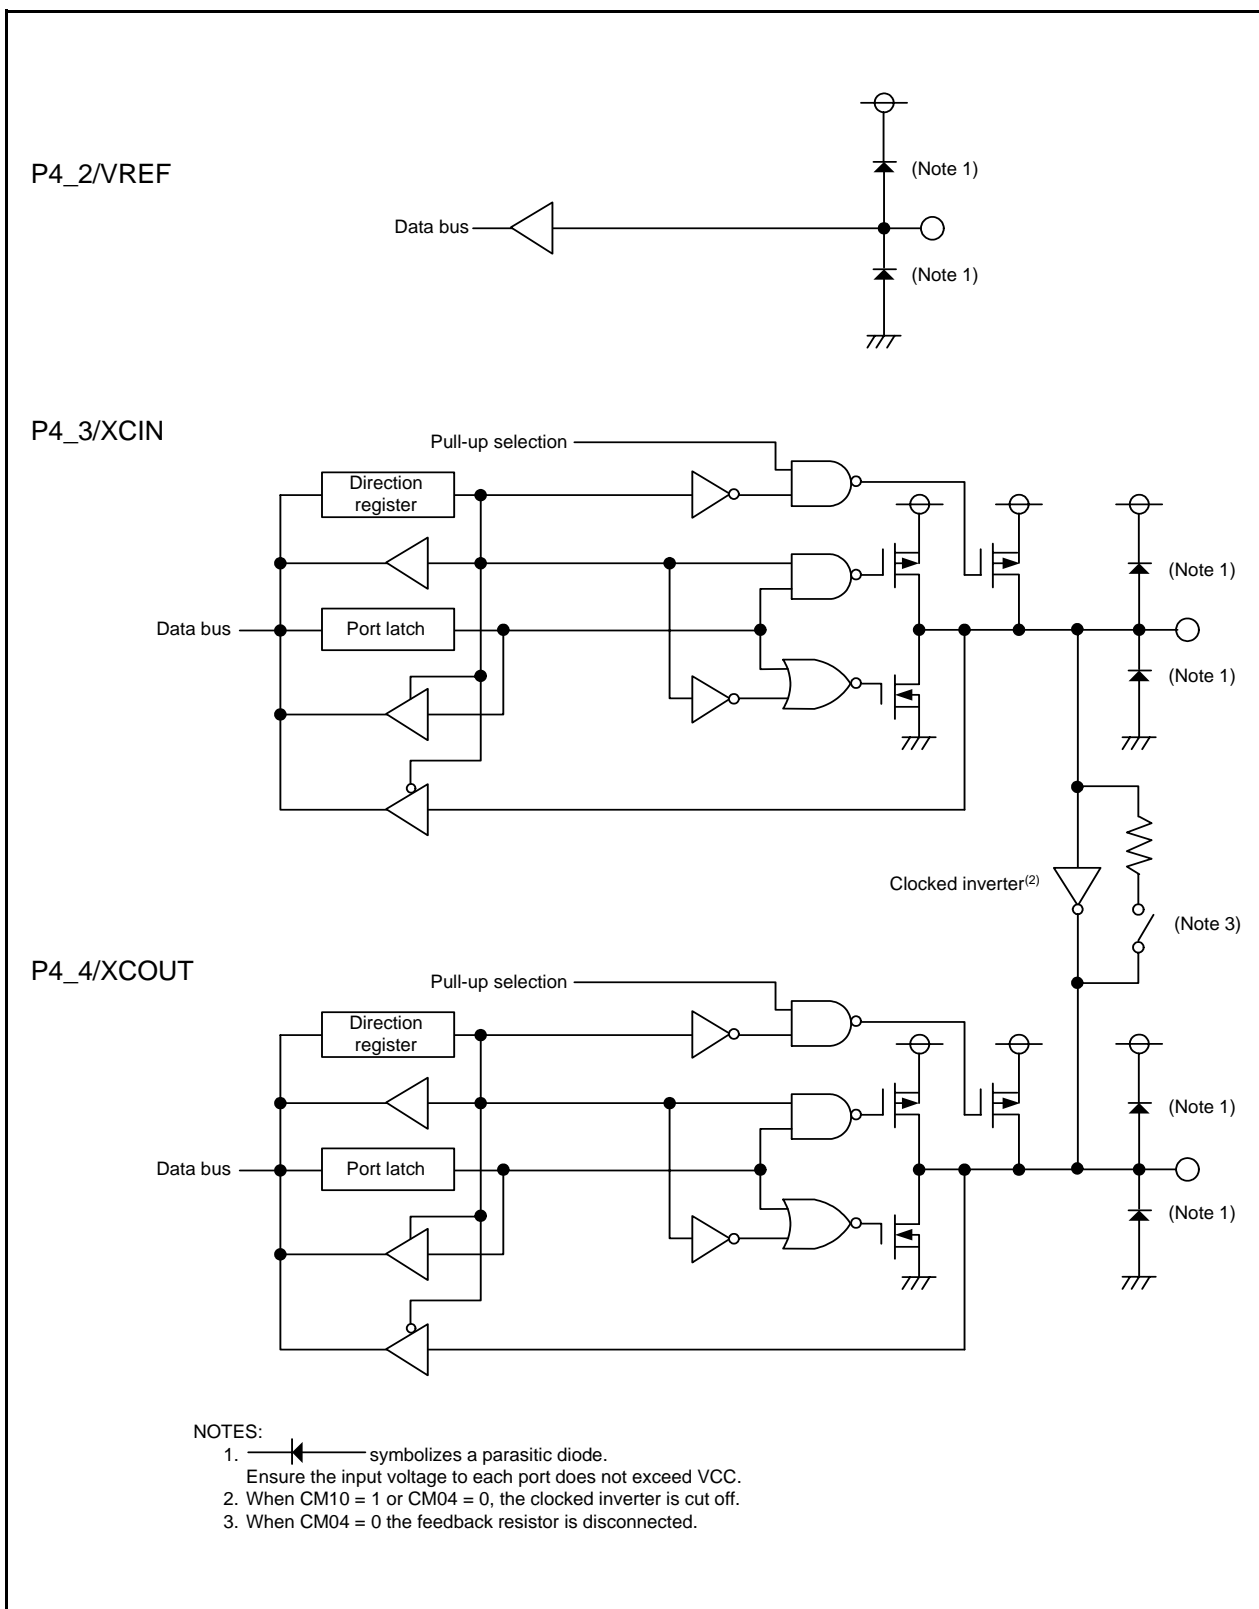 P4_2/VREF
(Note 1)
Data bus
(Note 1)
P4_3/XCIN
Pull-up selection
Direction
register
(Note 1)
Data bus
Port latch
(Note 1)
Clocked inverter(2)
(Note 3)
P4_4/XCOUT
Pull-up selection
Direction
register
(Note 1)
Data bus
Port latch
(Note 1)
NOTES:
1. symbolizes a parasitic diode.
Ensure the input voltage to each port does not exceed VCC.
2. When CM10 = 1 or CM04 = 0, the clocked inverter is cut off.
3. When CM04 = 0 the feedback resistor is disconnected.